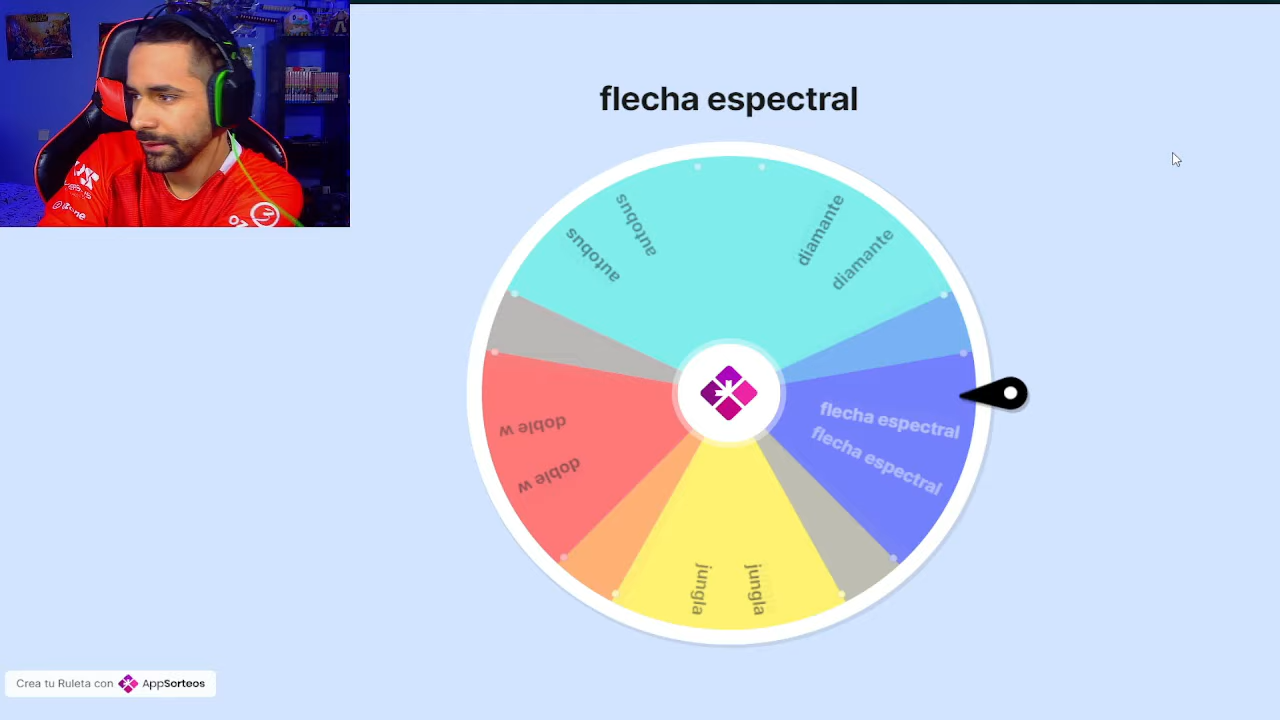 flecha espectral
autobus
autobus
diamante
diamante
flecha espectral
flecha espectral
doble w
doble w
jungla
jungla
Crea tu Ruleta con AppSorteos